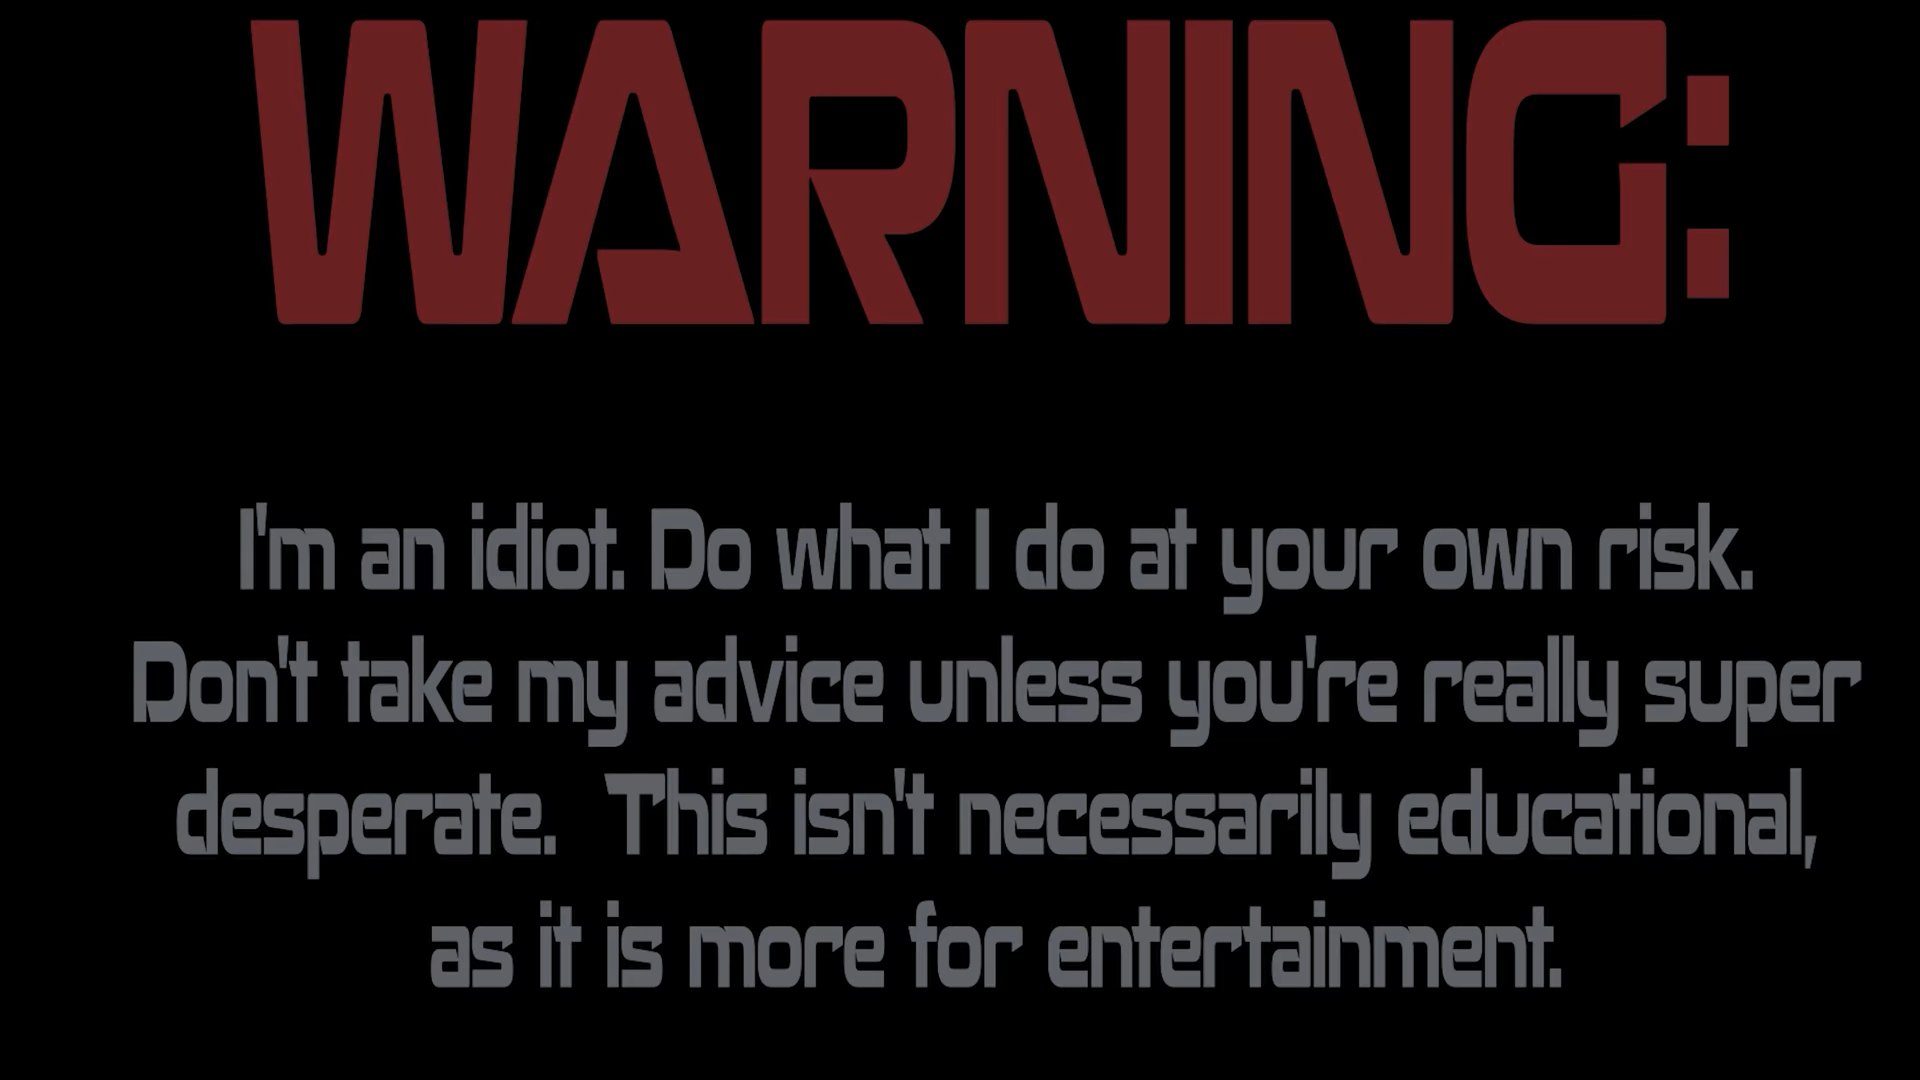 WARNING:
I'm an idiot. Do what I do at your own risk.
Don't take my advice unless you're really super
desperate.  This isn't necessarily educational,
as it is more for entertainment.